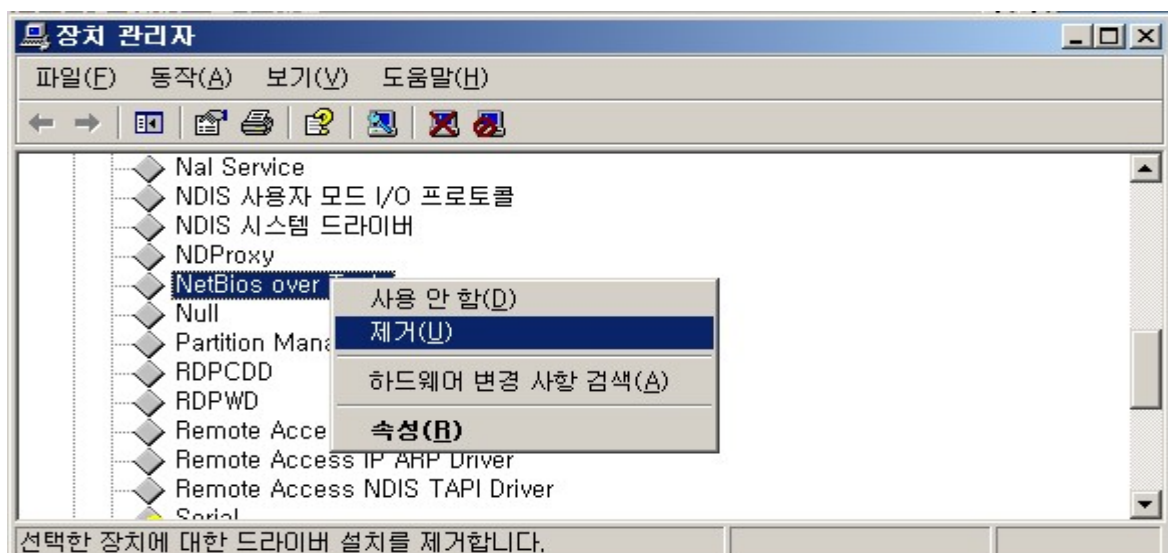 장치 관리자
파일(F) 동작(A) 보기(V) 도움말(H)
Nal Service
NDIS 사용자 모드 I/O 프로토콜
NDIS 시스템 드라이버
NDProxy
NetBios over
Null
Partition
RDPCDD
RDPWD
Remote
Remote Access IP ARP Driver
Remote Access NDIS TAPI Driver
Serial
사용 안 함(D)
제거(U)
하드웨어 변경 사항 검색(A)
속성(R)
선택한 장치에 대한 드라이버 설치를 제거합니다.